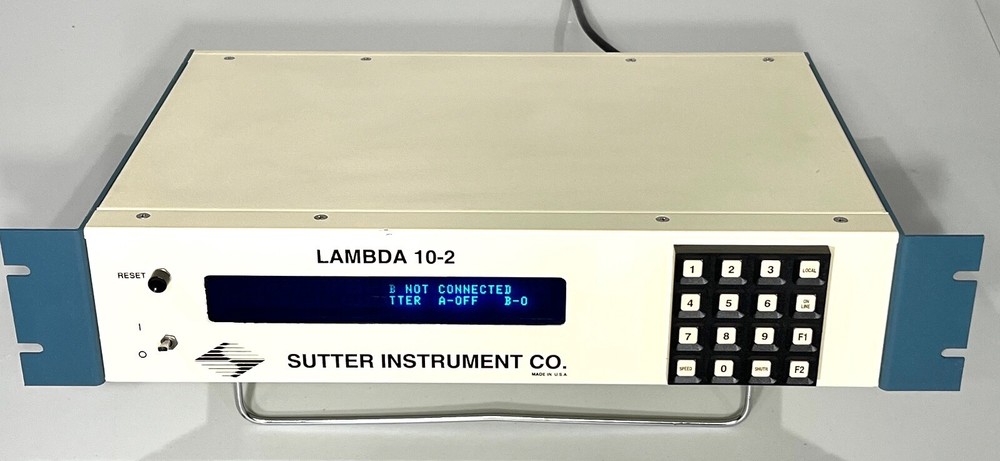 LAMBDA 10-2
RESET
B NOT CONNECTED
TTER A-OFF B-O
I
O
SUTTER INSTRUMENT CO.
MADE IN U.S.A
1 2 3 LOCAL
4 5 6 ON LINE
7 8 9 F1
SPEED 0 SHUTR F2